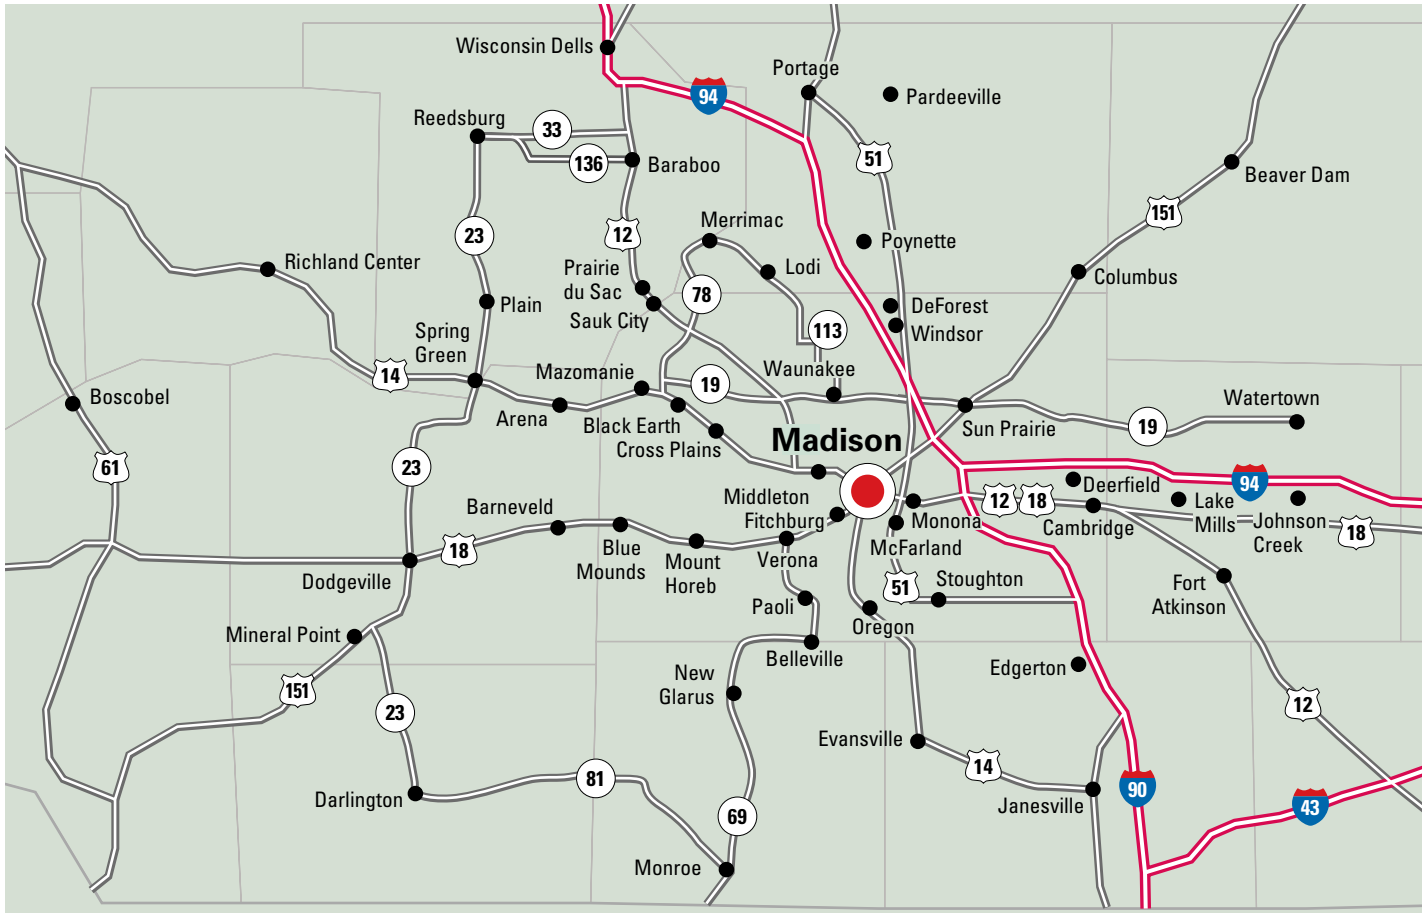 Wisconsin Dells
Portage
94
Pardeeville
Reedsburg
33
136
Baraboo
51
Beaver Dam
151
Merrimac
23
12
Poynette
Richland Center
Prairie
du Sac
Lodi
Columbus
Plain
78
Sauk City
DeForest
Windsor
Spring
Green
113
14
Mazomanie
19
Waunakee
Boscobel
Arena
Black Earth
Cross Plains
Watertown
Sun Prairie
19
Madison
61
23
94
Deerfield
Barneveld
Middleton
Fitchburg
Monona
12
18
Cambridge
Lake
Mills
Johnson
Creek
18
18
Blue
Mounds
Mount
Horeb
Verona
McFarland
Dodgeville
51
Stoughton
Fort
Atkinson
Paoli
Oregon
Mineral Point
Belleville
Edgerton
New
Glarus
151
23
12
Evansville
14
81
90
Janesville
Darlington
43
69
Monroe